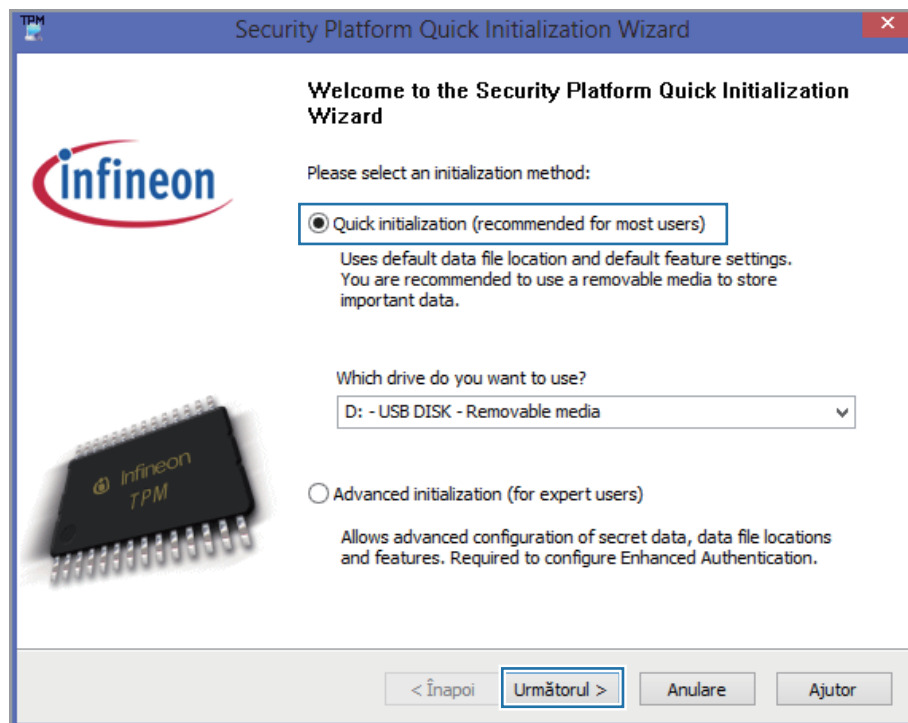 TPM
Security Platform Quick Initialization Wizard
Welcome to the Security Platform Quick Initialization
Wizard
infineon
Please select an initialization method:
Quick initialization (recommended for most users)
Uses default data file location and default feature settings.
You are recommended to use a removable media to store
important data.
Which drive do you want to use?
D: - USB DISK - Removable media
Infineon
TPM
Advanced initialization (for expert users)
Allows advanced configuration of secret data, data file locations
and features. Required to configure Enhanced Authentication.
< Înapoi
Următorul >
Anulare
Ajutor